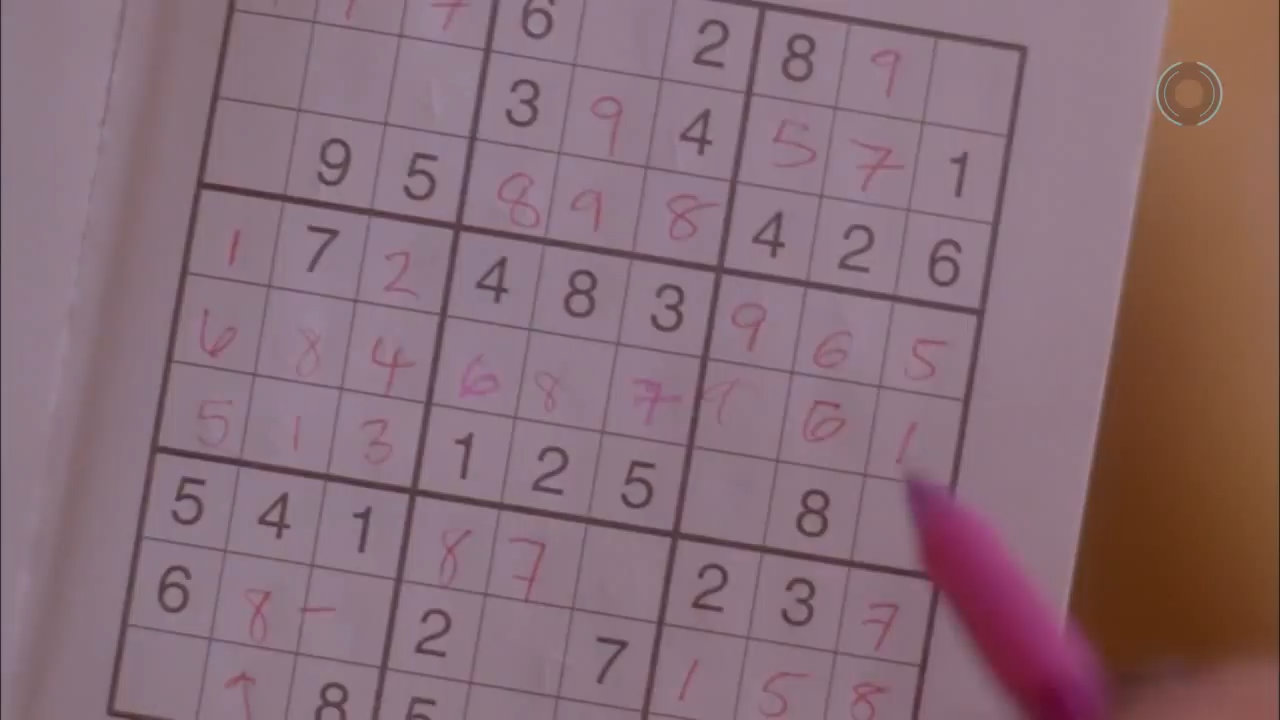 7 6 2 8 9
3 9 4 5 7 1
9 5 8 9 8 4 2 6
1 7 2 4 8 3 9 6 5
6 8 4 6 8 7 9 6 1
5 1 3 1 2 5 8
5 4 1 8 7 2 3 7
6 8 - 2 7 1 5 8
8 5